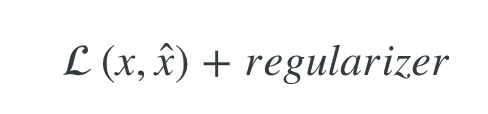 ℒ (x, x̂) + regularizer